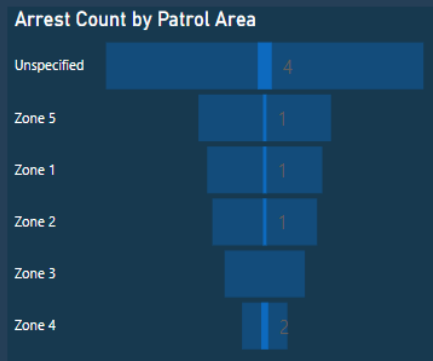 Arrest Count by Patrol Area
Unspecified 4
Zone 5 1
Zone 1 1
Zone 2 1
Zone 3
Zone 4 2